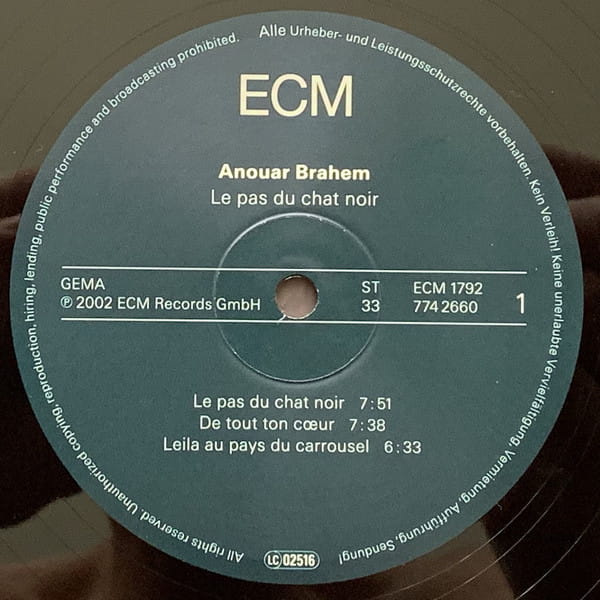 Alle Urheber- und Leistungsschutzrechte vorbehalten. Kein Verleih! Keine unerlaubte Vervielfältigung, Vermietung, Aufführung, Sendung!
ECM
Anouar Brahem
Le pas du chat noir
GEMA
℗ 2002 ECM Records GmbH
ST
33
ECM 1792
774 2660
1
Le pas du chat noir 7:51
De tout ton cœur 7:38
Leila au pays du carrousel 6:33
LC 02516
All rights reserved. Unauthorized copying, reproduction, hiring, lending, public performance and broadcasting prohibited.